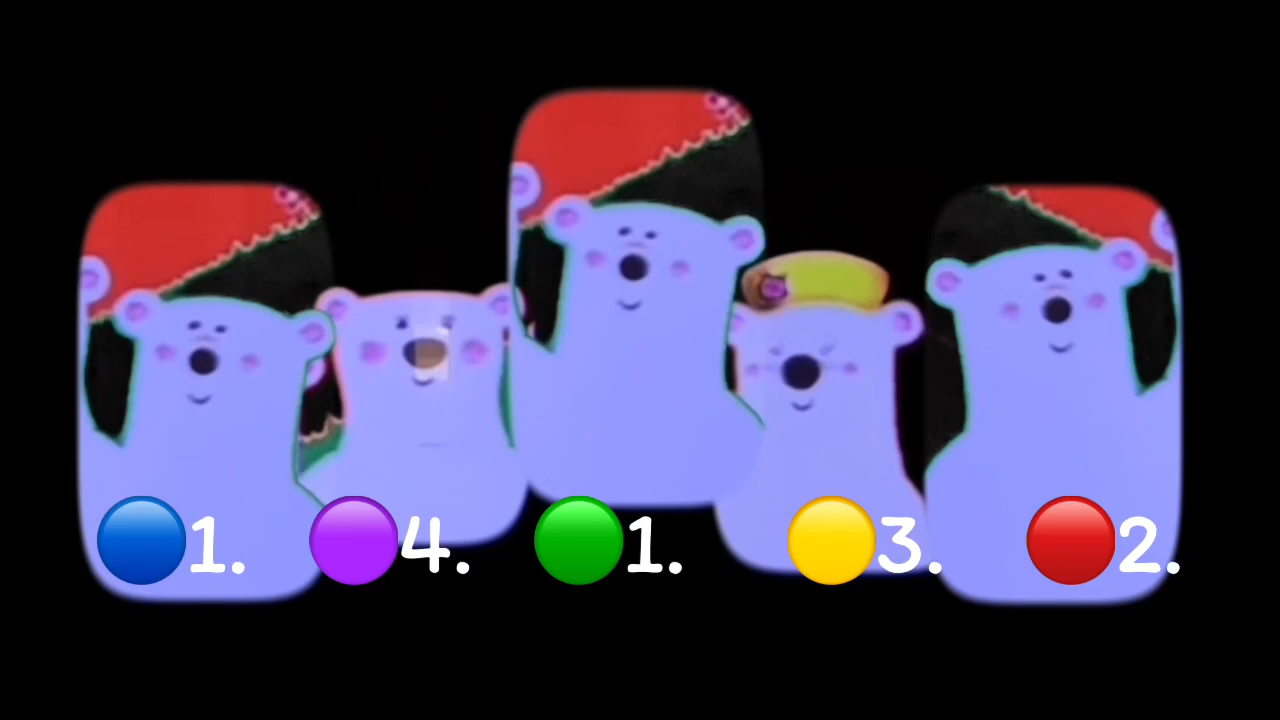 🔵1. 🟣4. 🟢1. 🟡3. 🔴2.